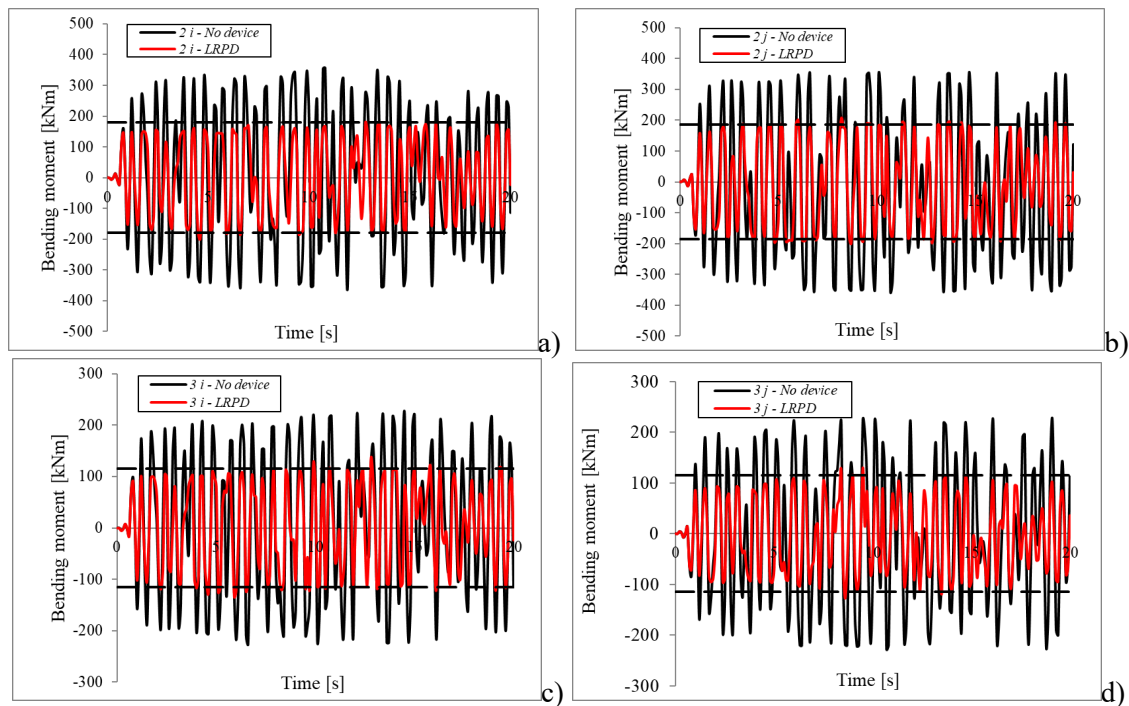 500
400
300
200
100
0
-100
-200
-300
-400
-500
Bending moment [kNm]
2 i - No device
2 i - LRPD
0 5 10 15 20
Time [s]
a)
500
400
300
200
100
0
-100
-200
-300
-400
-500
Bending moment [kNm]
2 j - No device
2 j - LRPD
0 5 10 15 20
Time [s]
b)
300
200
100
0
-100
-200
-300
Bending moment [kNm]
3 i - No device
3 i - LRPD
0 5 10 15 20
Time [s]
c)
300
200
100
0
-100
-200
-300
Bending moment [kNm]
3 j - No device
3 j - LRPD
0 5 10 15 20
Time [s]
d)